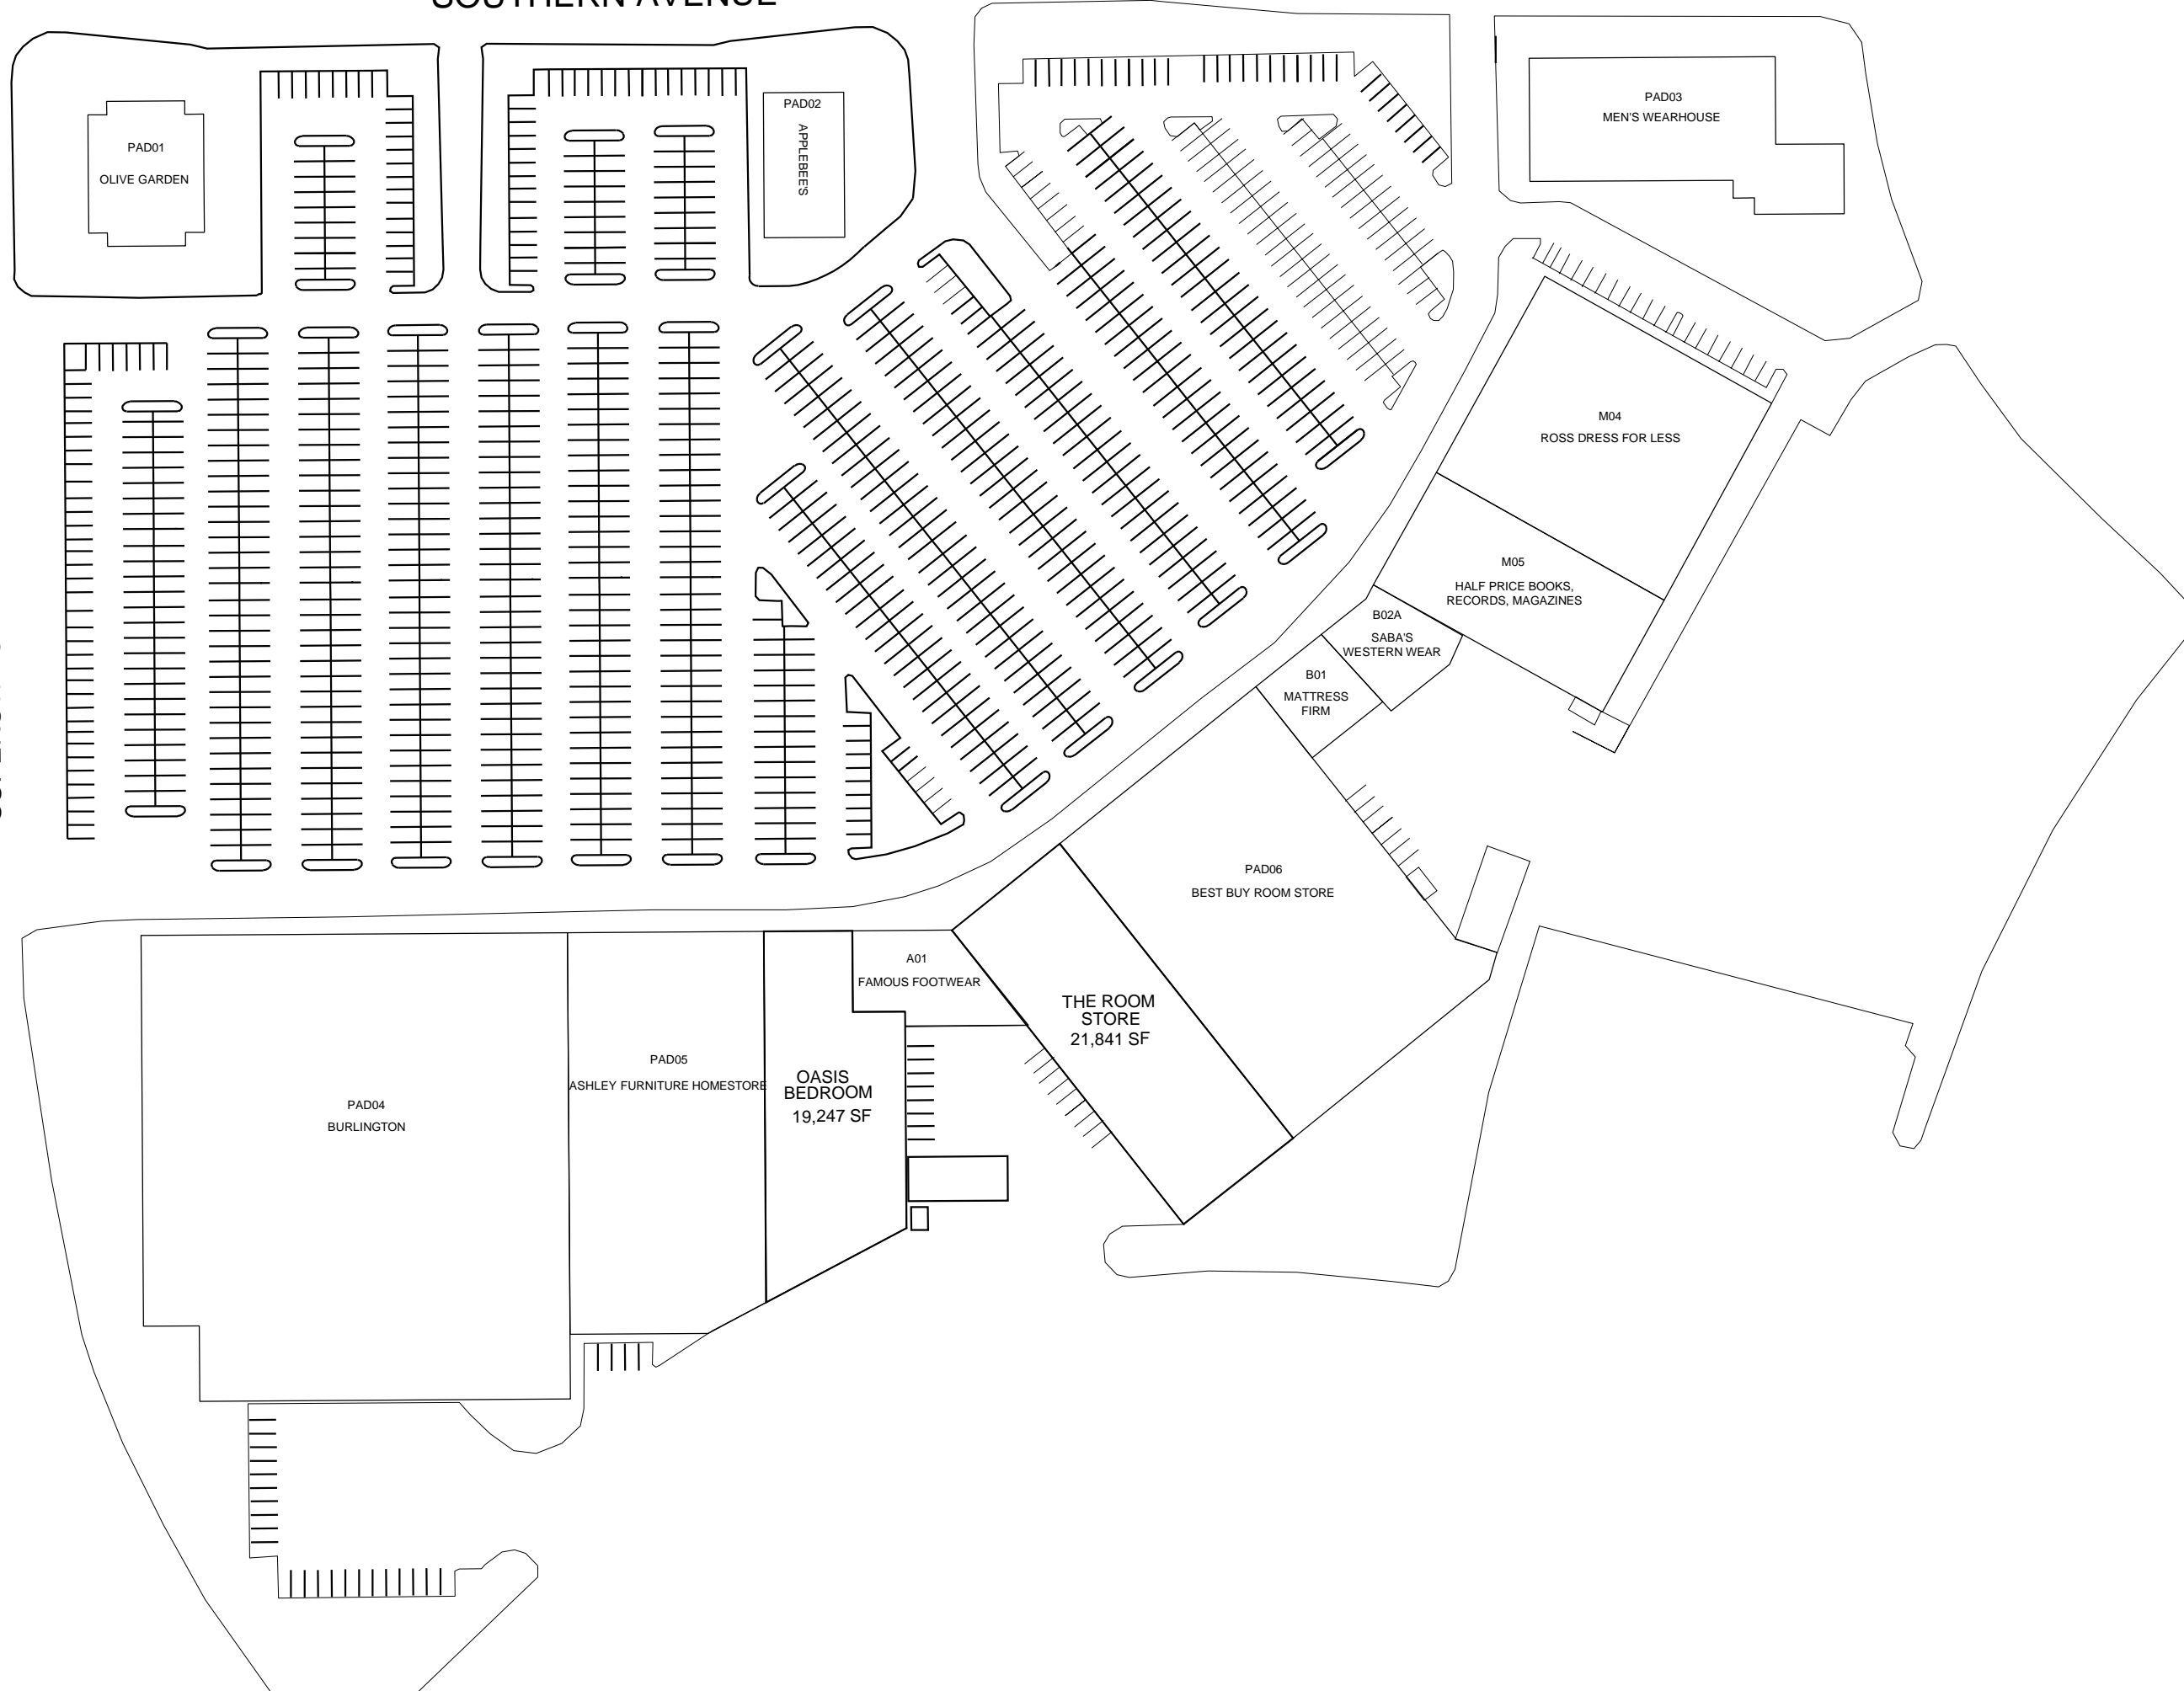 SOUTHERN AVENUE
PAD01
OLIVE GARDEN
PAD02
APPLEBEE'S
PAD03
MEN'S WEARHOUSE
M04
ROSS DRESS FOR LESS
M05
HALF PRICE BOOKS,
RECORDS, MAGAZINES
B02A
SABA'S
WESTERN WEAR
B01
MATTRESS
FIRM
PAD06
BEST BUY ROOM STORE
A01
FAMOUS FOOTWEAR
THE ROOM
STORE
21,841 SF
PAD05
ASHLEY FURNITURE HOMESTORE
OASIS
BEDROOM
19,247 SF
PAD04
BURLINGTON